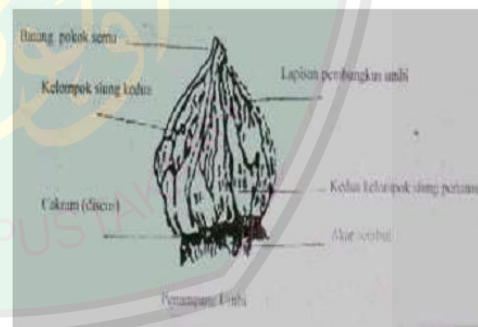 Batang pokok semu
Lapisan pembungkus umbi
Kelompok siung kedua
Kedua kelompok siung pertama
Cakram (discus)
Akar serabut
Penampang Umbi
PUSTAK